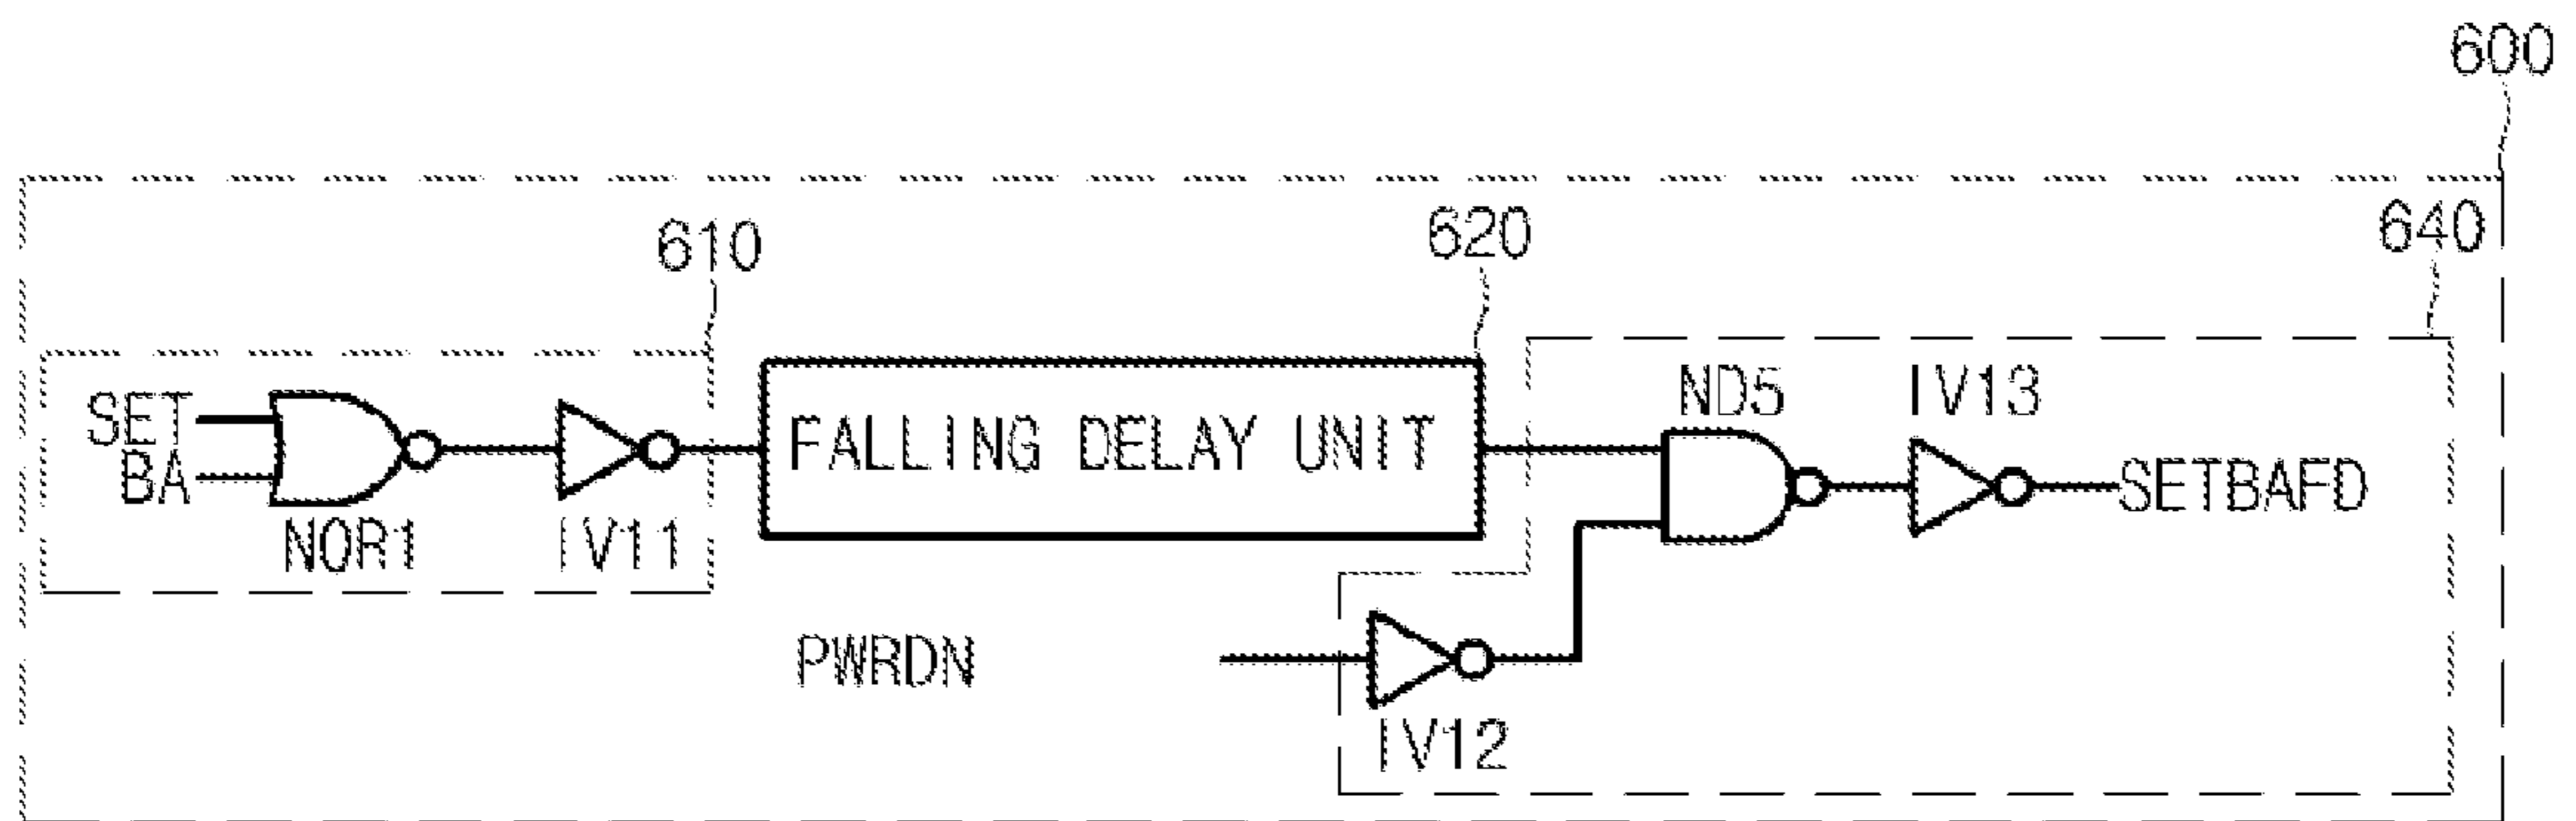 600
610
620
640
SET
BA
NOR1
IV11
FALLING DELAY UNIT
ND5
IV13
SETBAFD
PWRDN
IV12